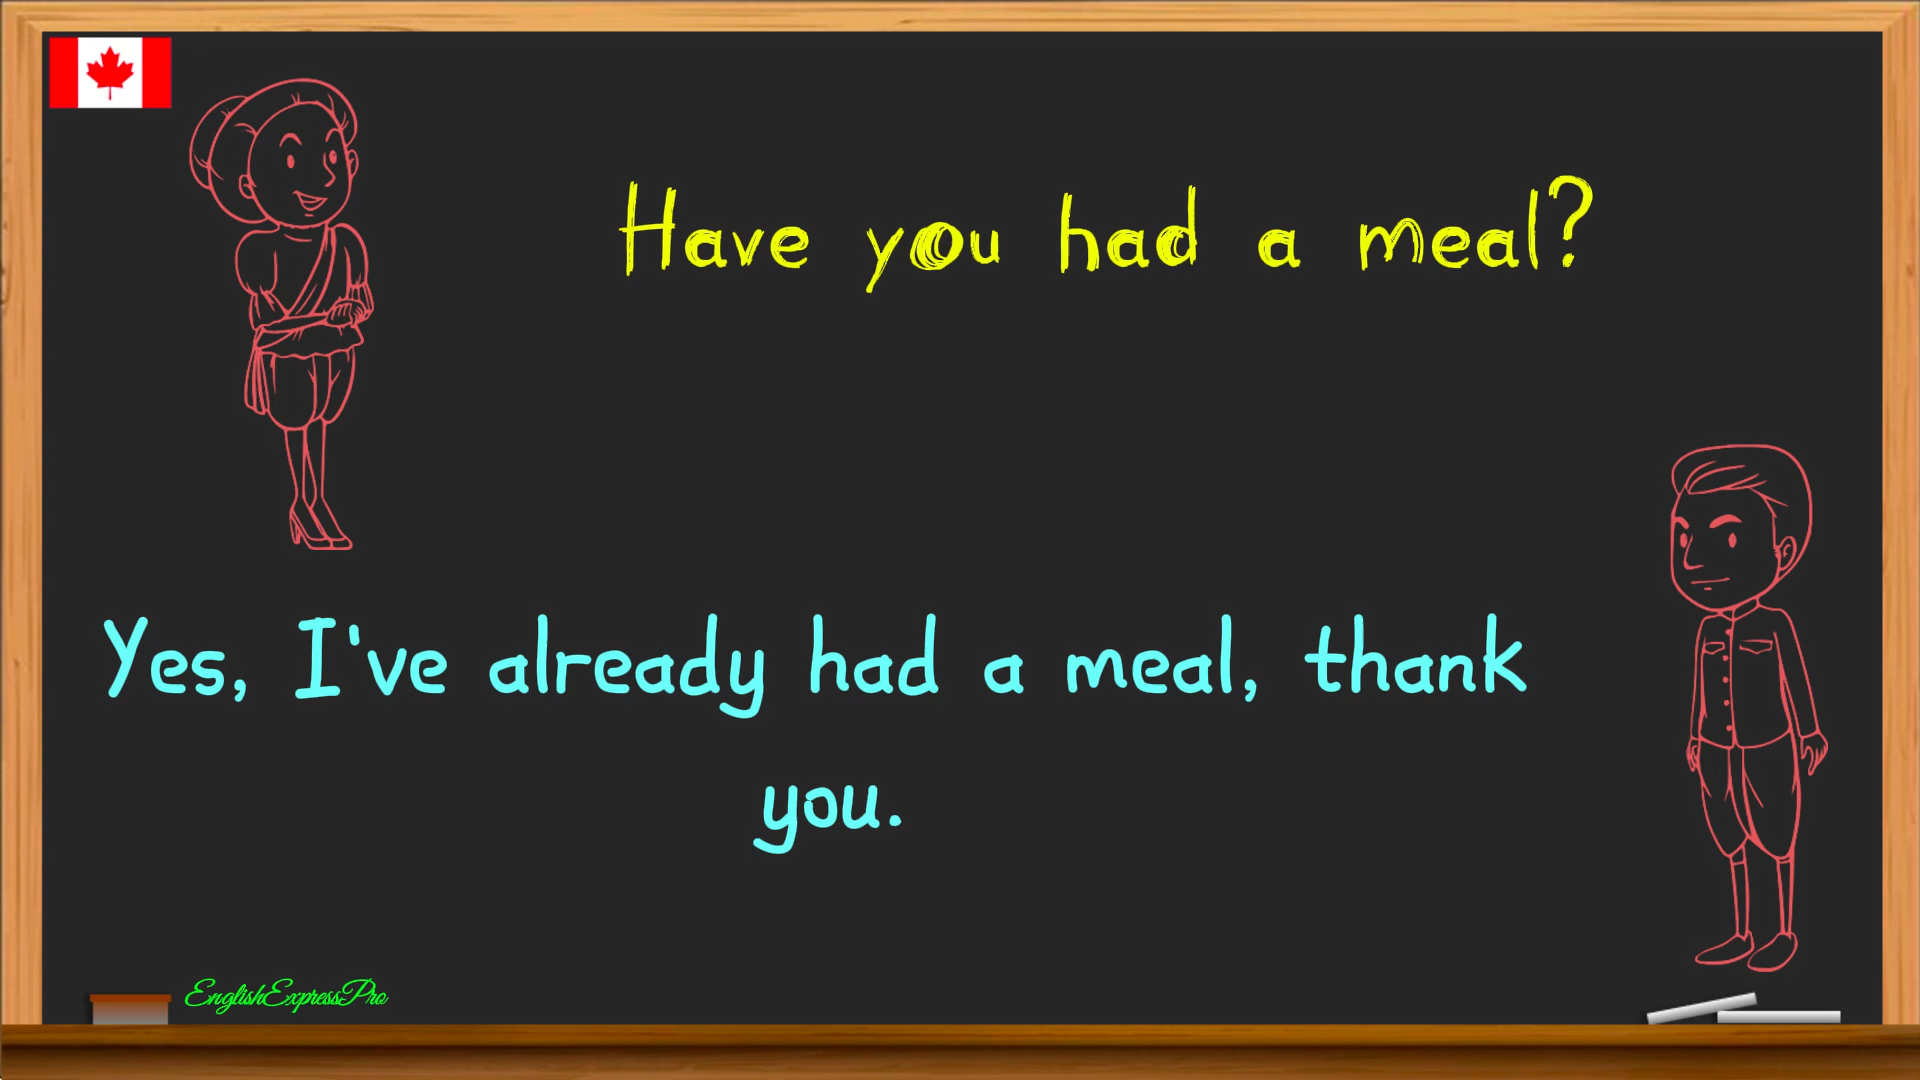 Have you had a meal?
Yes, I've already had a meal, thank
you.
EnglishExpressPro